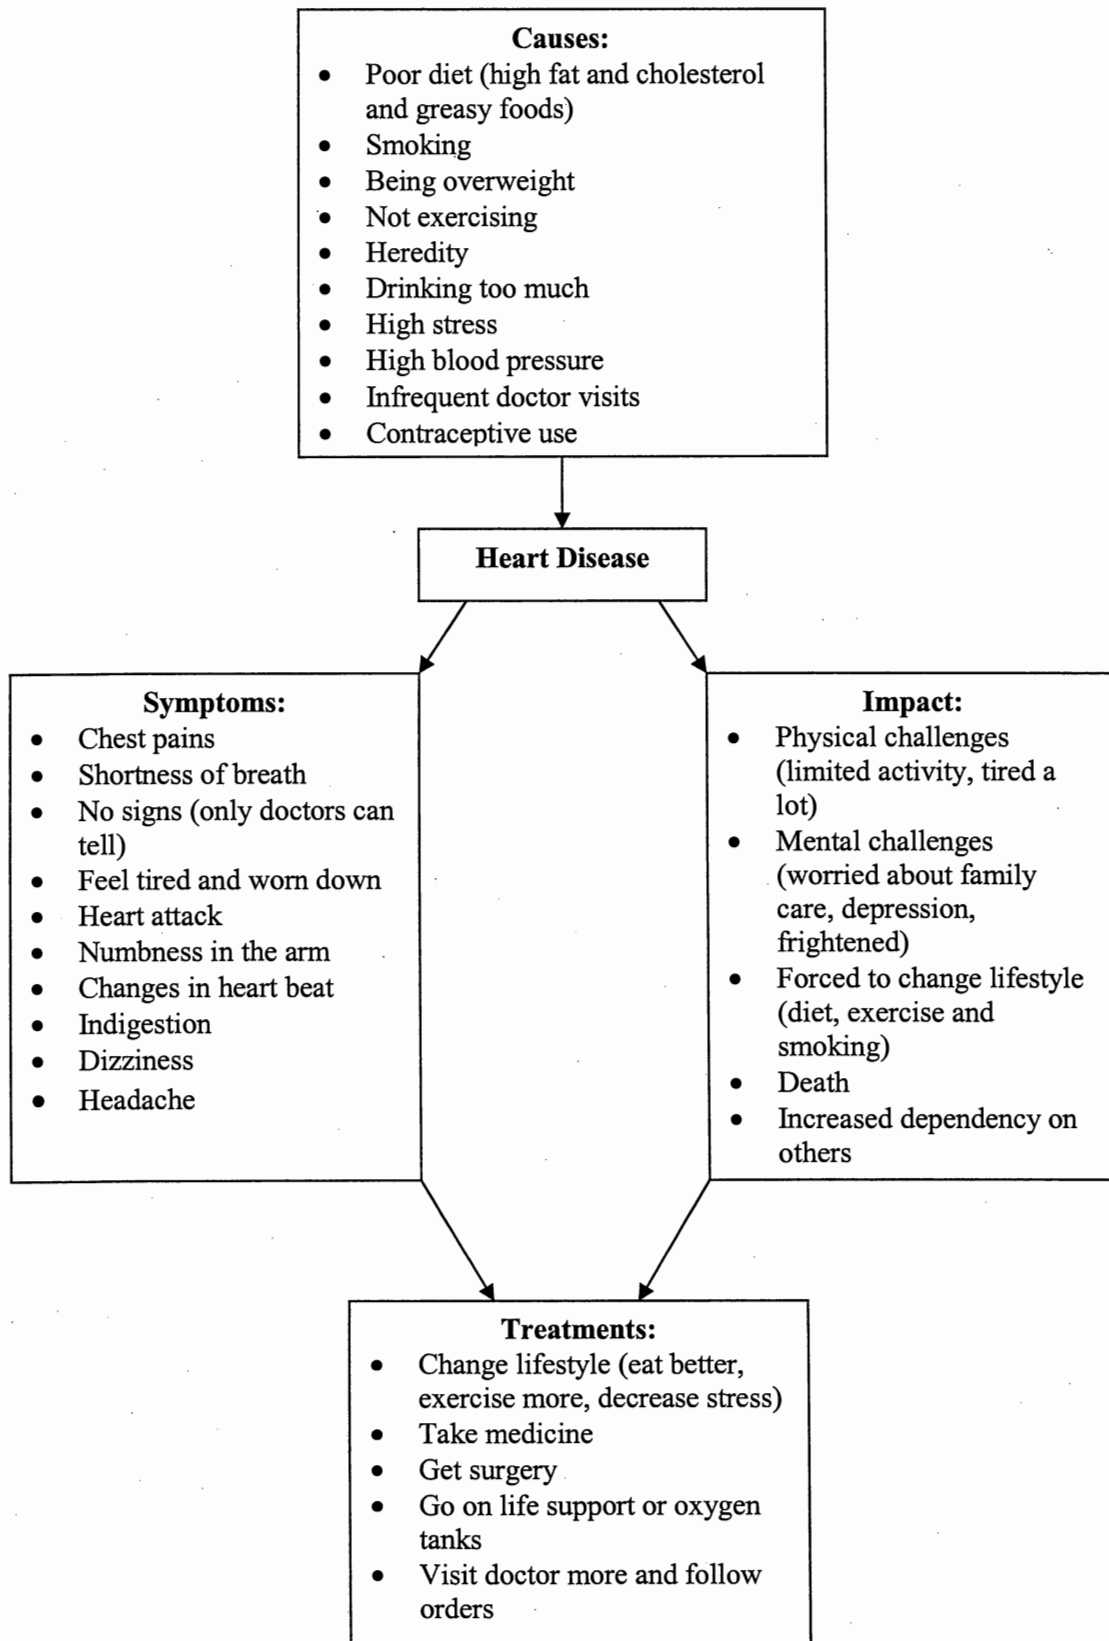 Causes:
• Poor diet (high fat and cholesterol
and greasy foods)
• Smoking
• Being overweight
• Not exercising
• Heredity
• Drinking too much
• High stress
• High blood pressure
• Infrequent doctor visits
• Contraceptive use
Heart Disease
Symptoms:
• Chest pains
• Shortness of breath
• No signs (only doctors can
tell)
• Feel tired and worn down
• Heart attack
• Numbness in the arm
• Changes in heart beat
• Indigestion
• Dizziness
• Headache
Impact:
• Physical challenges
(limited activity, tired a
lot)
• Mental challenges
(worried about family
care, depression,
frightened)
• Forced to change lifestyle
(diet, exercise and
smoking)
• Death
• Increased dependency on
others
Treatments:
• Change lifestyle (eat better,
exercise more, decrease stress)
• Take medicine
• Get surgery
• Go on life support or oxygen
tanks
• Visit doctor more and follow
orders